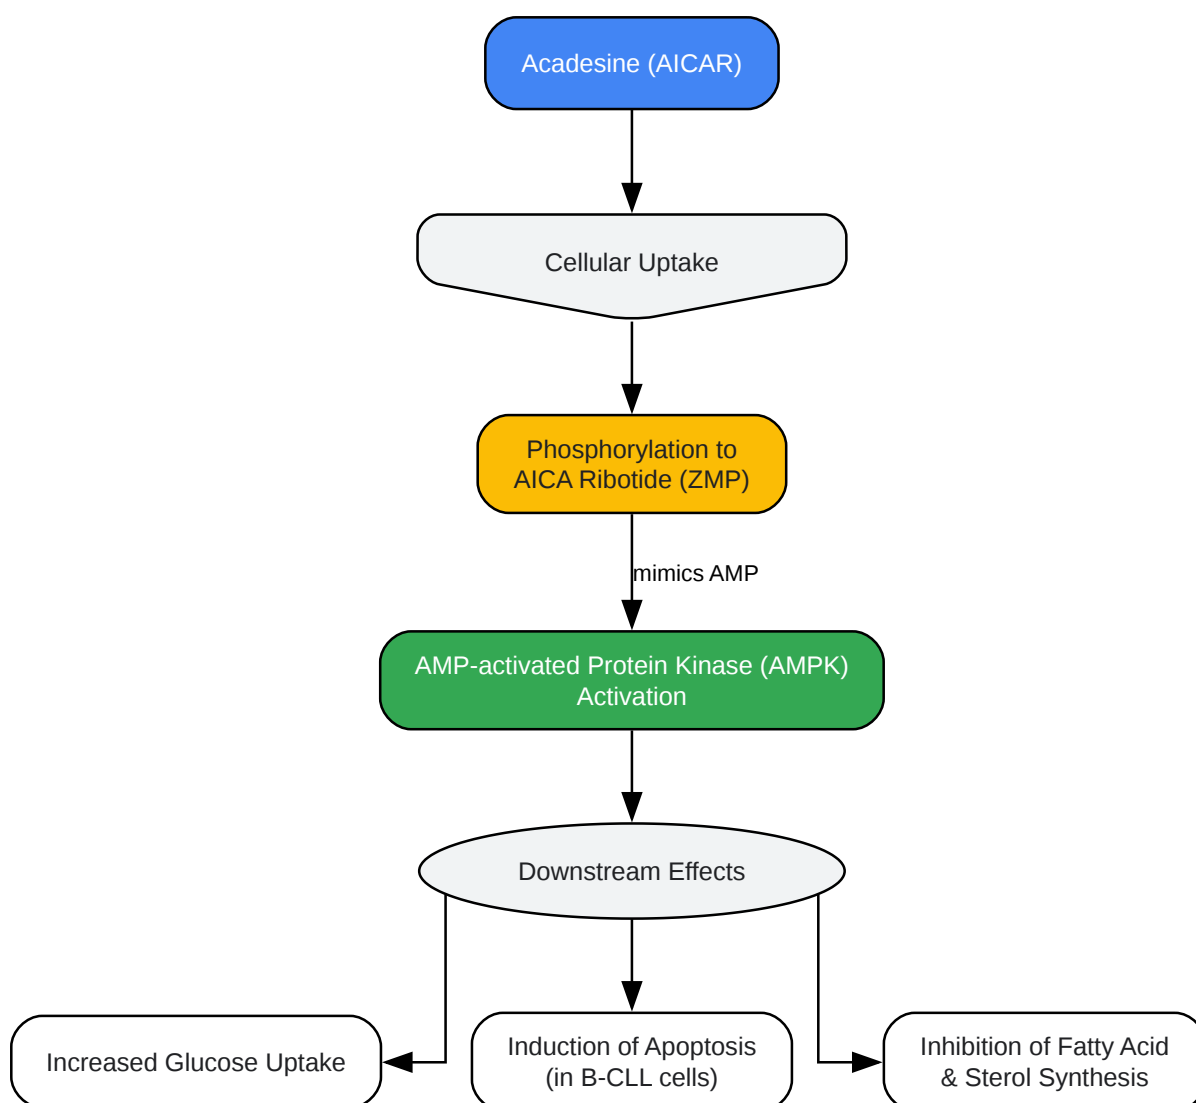 Acadesine (AICAR)
Cellular Uptake
Phosphorylation to
AICA Ribotide (ZMP)
mimics AMP
AMP-activated Protein Kinase (AMPK)
Activation
Downstream Effects
Increased Glucose Uptake
Induction of Apoptosis
(in B-CLL cells)
Inhibition of Fatty Acid
& Sterol Synthesis